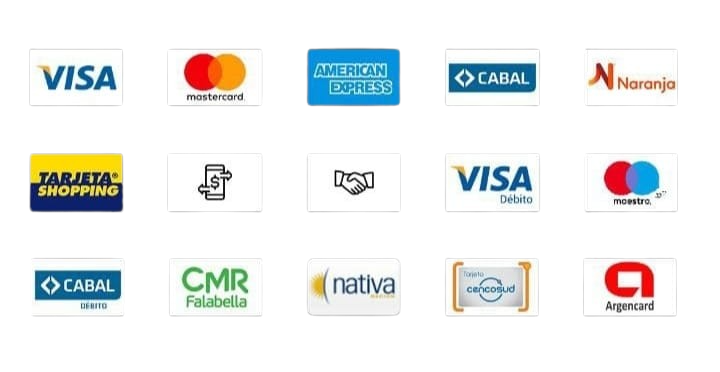 VISA
mastercard.
AMERICAN
EXPRESS
CABAL
Naranja
TARJETA®
SHOPPING
$
VISA
Débito
maestro.
CABAL
DÉBITO
CMR
Falabella
nativa
NACIÓN
Tarjeta
cencosud
Argencard